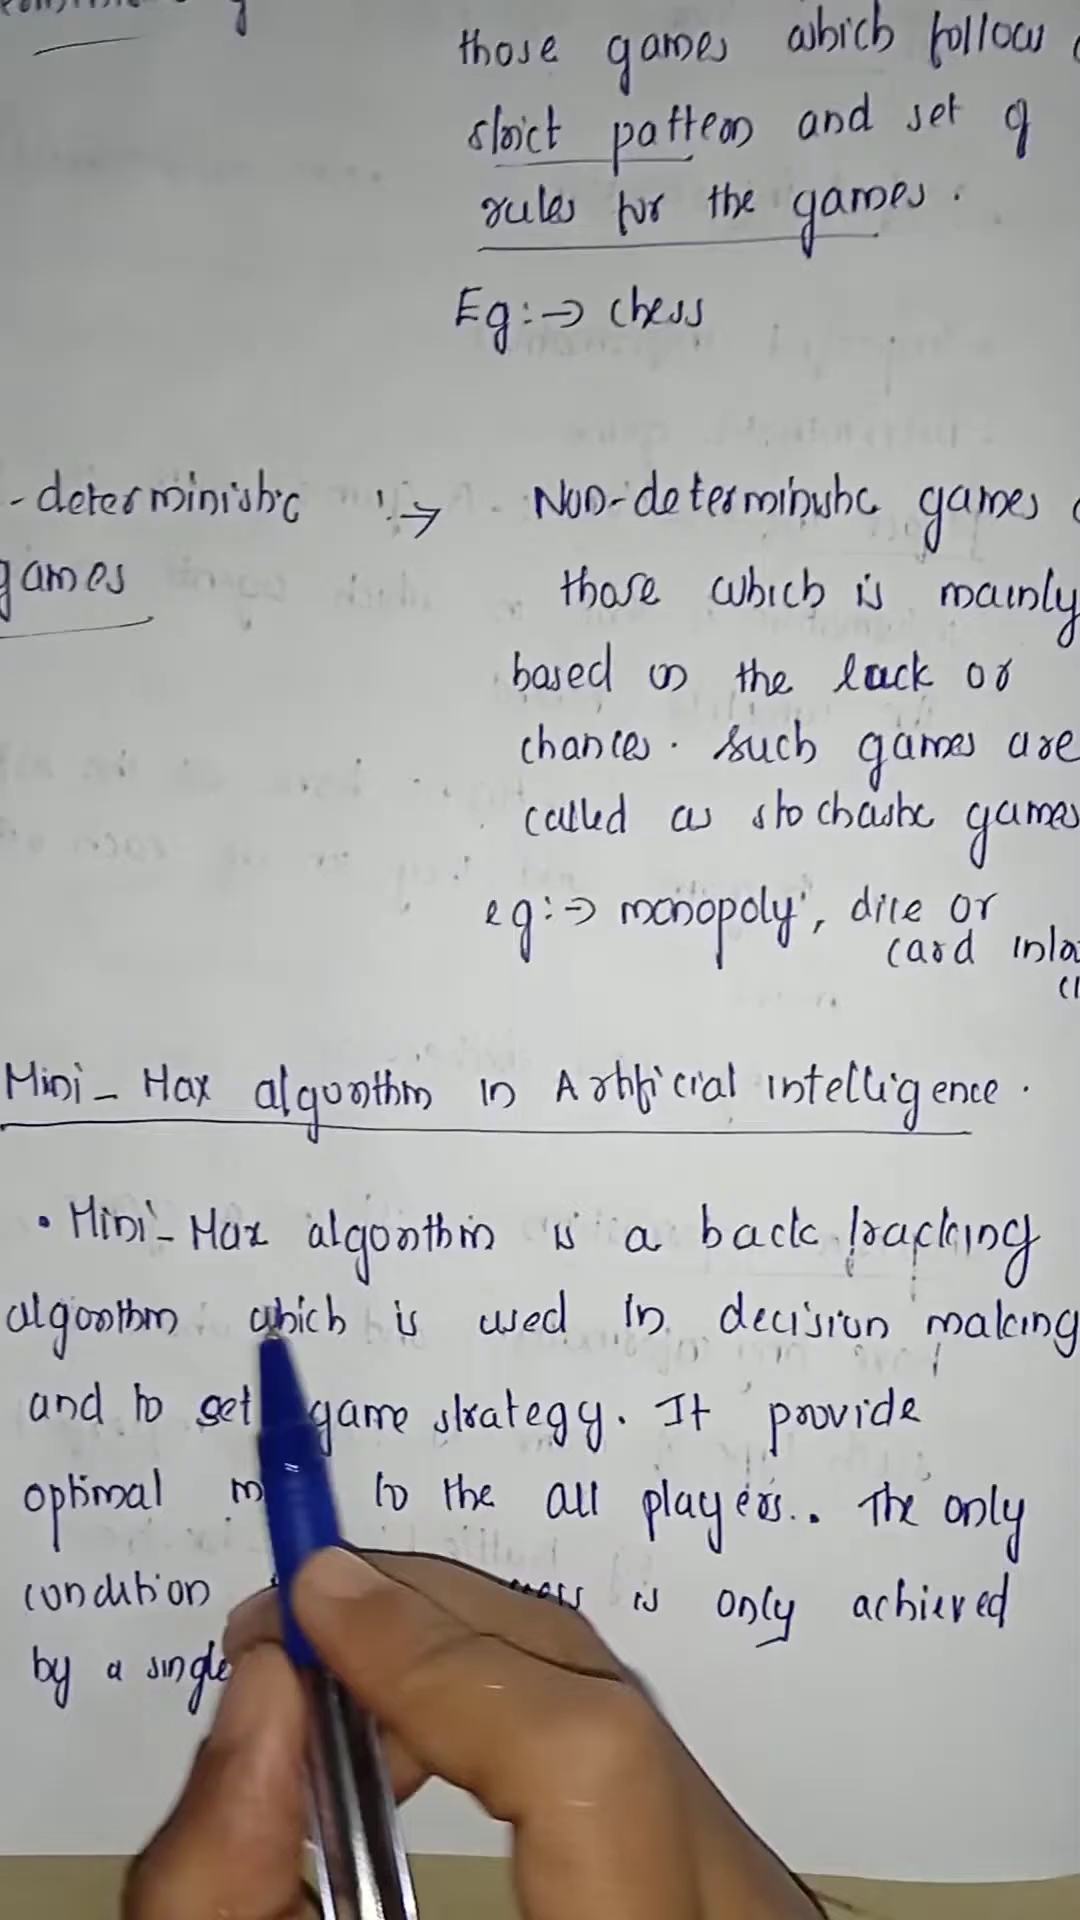 those games which follow
strict pattern and set of
rules for the games.
Eg:→ chess
-deterministic :→ Non-deterministic games
games those which is mainly
based on the luck or
chances. such games are
called as stochastic games
eg:→ monopoly, dice or
card
Mini-Max algorithm in Artificial intelligence.
• Mini-Max algorithm is a back tracking
algorithm which is used in decision making
and to set game strategy. It provide
optimal to the all players.. The only
condition is only achieved
by a single